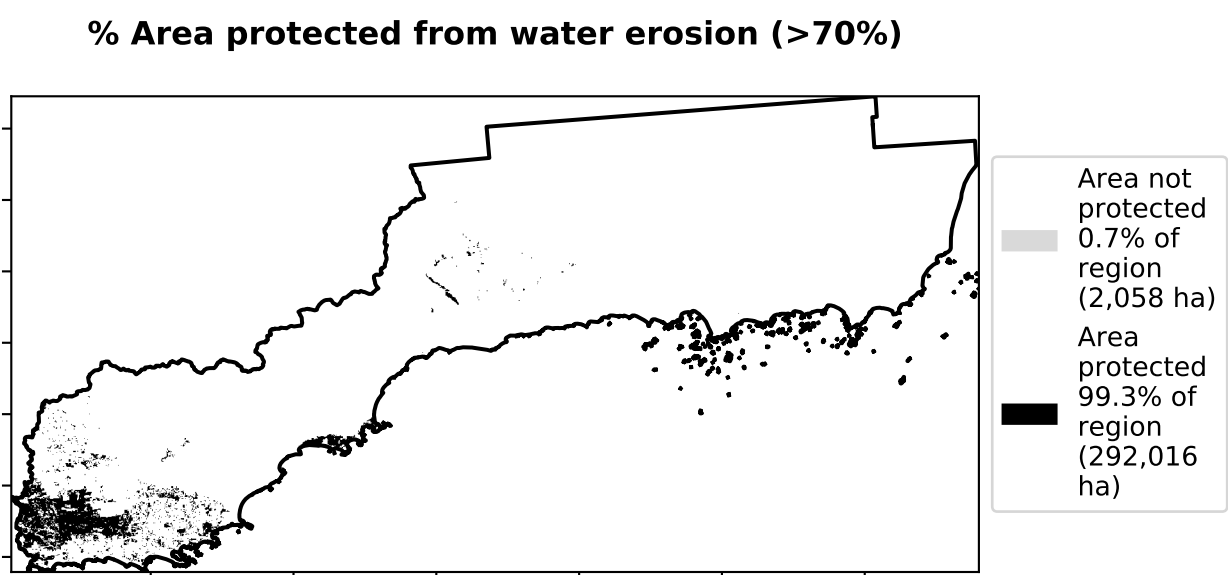 % Area protected from water erosion (>70%)
Area not
protected
0.7% of
region
(2,058 ha)
Area
protected
99.3% of
region
(292,016
ha)